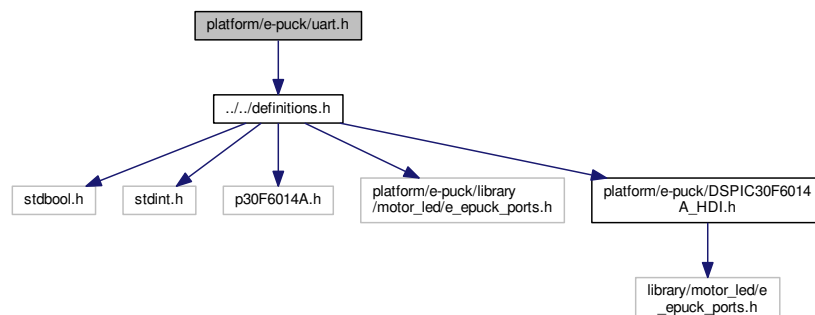 platform/e-puck/uart.h
../../definitions.h
stdbool.h
stdint.h
p30F6014A.h
platform/e-puck/library
/motor_led/e_epuck_ports.h
platform/e-puck/DSPIC30F6014
A_HDI.h
library/motor_led/e
_epuck_ports.h